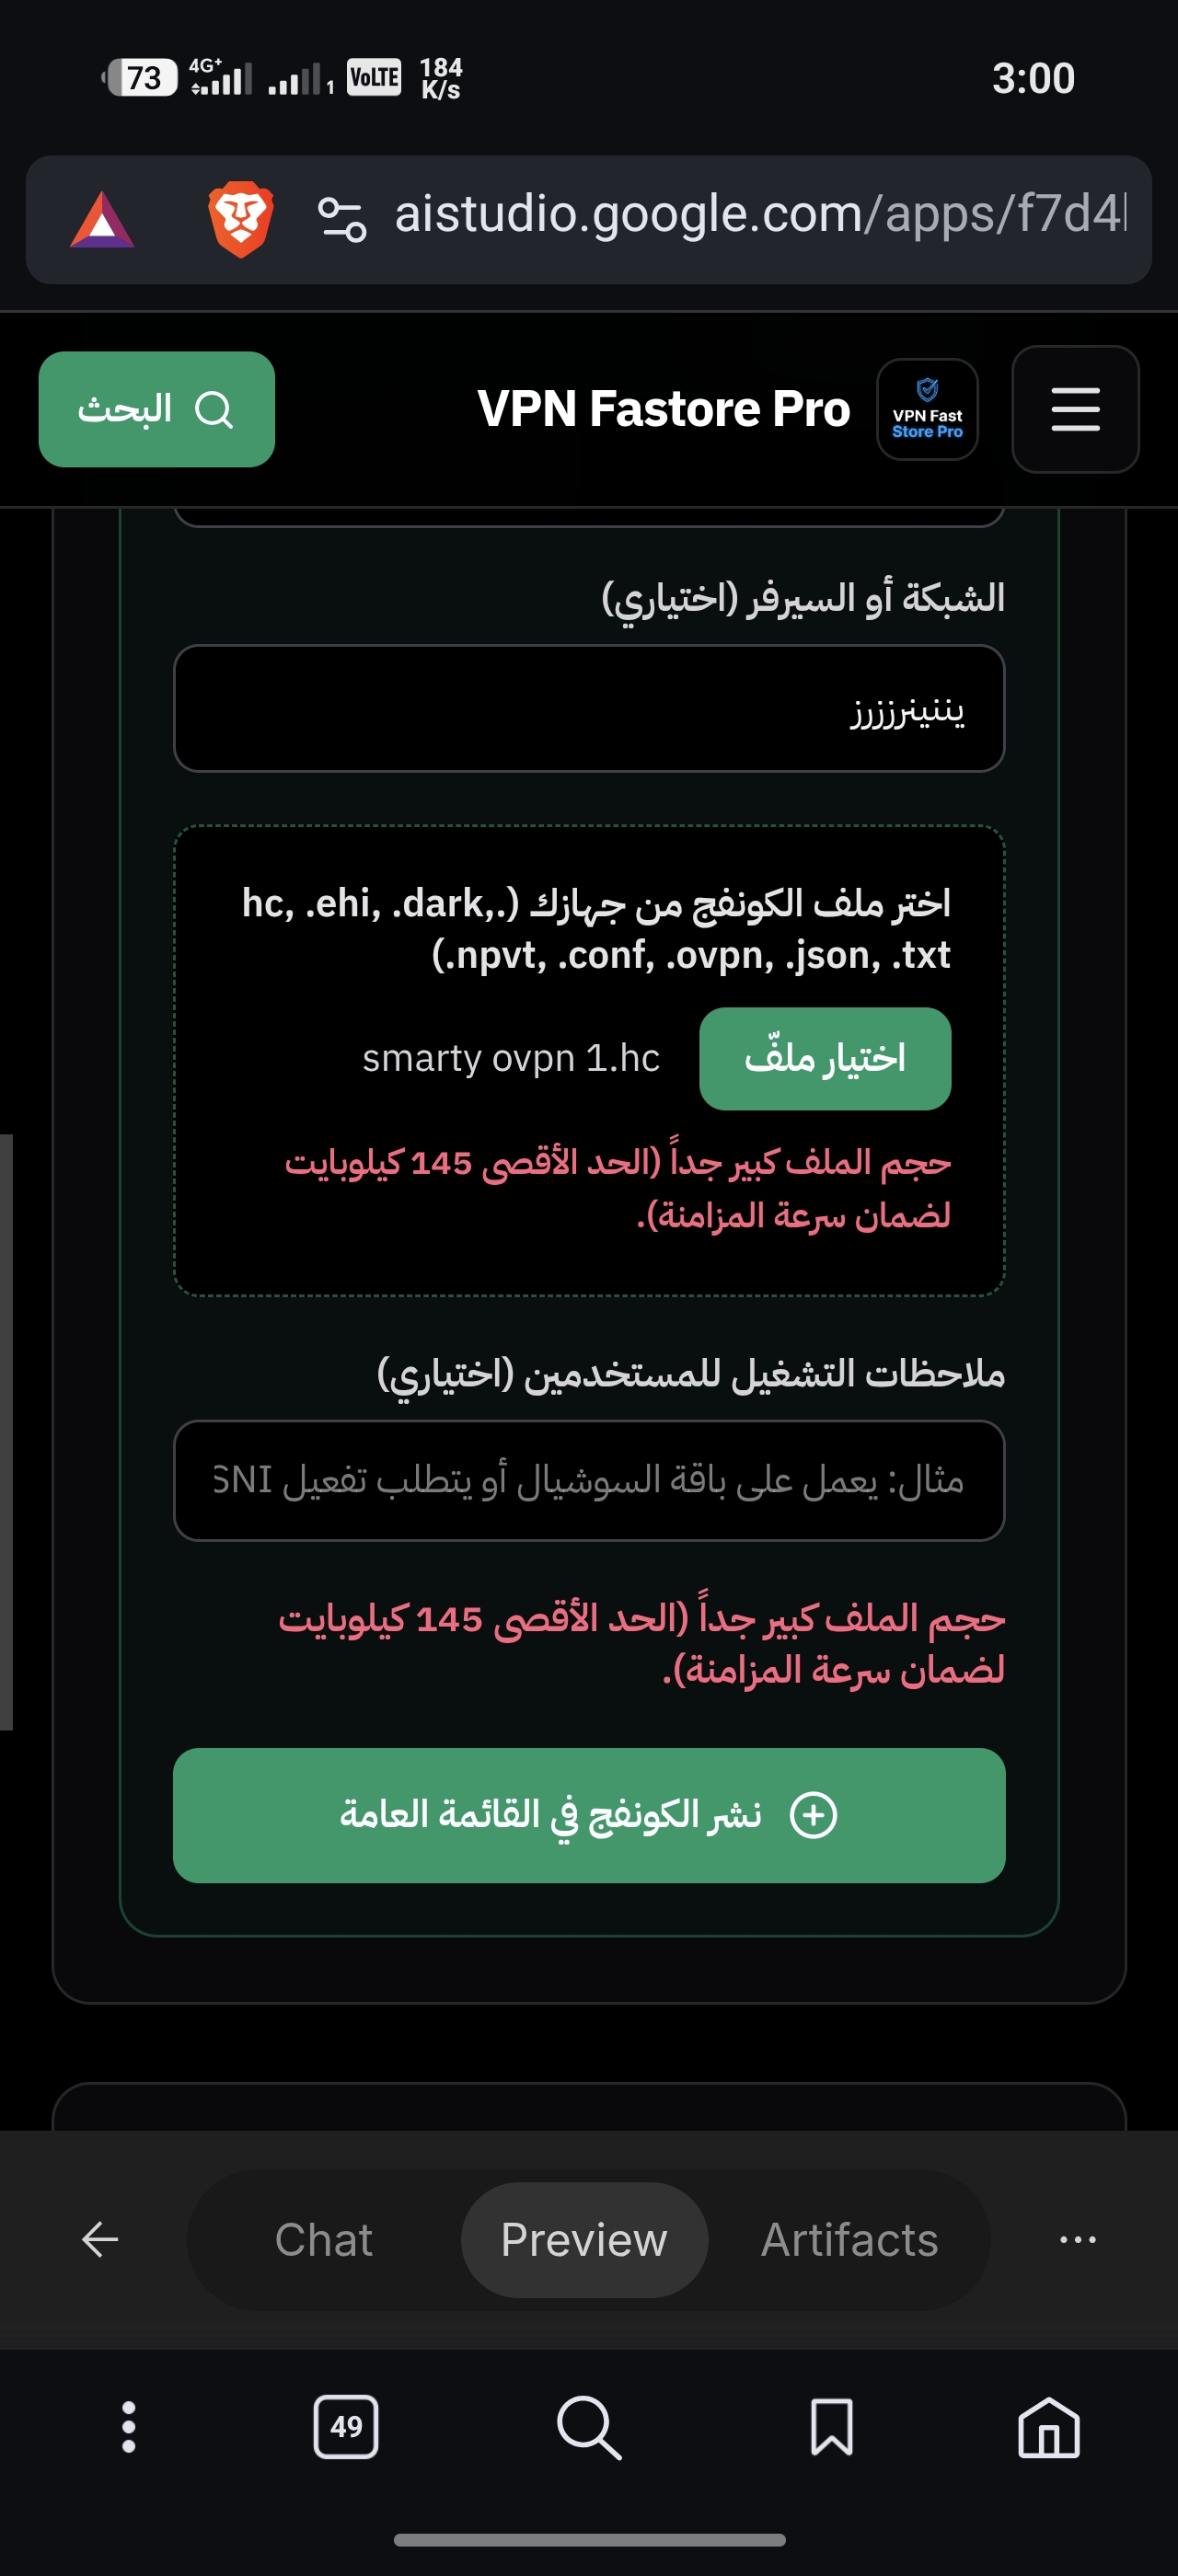 73 4G+ 1 VoLTE 184 K/s 3:00
aistudio.google.com/apps/f7d4
VPN Fastore Pro
VPN Fast
Store Pro
البحث
الشبكة أو السيرفر (اختياري)
اختر ملف الكونفج من جهازك (.hc, .ehi, .dark,
.npvt, .conf, .ovpn, .json, .txt)
اختيار ملفّ
smarty ovpn 1.hc
حجم الملف كبير جداً (الحد الأقصى 145 كيلوبايت
لضمان سرعة المزامنة).
ملاحظات التشغيل للمستخدمين (اختياري)
مثال: يعمل على باقة السوشيال أو يتطلب تفعيل SNI
حجم الملف كبير جداً (الحد الأقصى 145 كيلوبايت
لضمان سرعة المزامنة).
نشر الكونفج في القائمة العامة
Chat
Preview
Artifacts
49